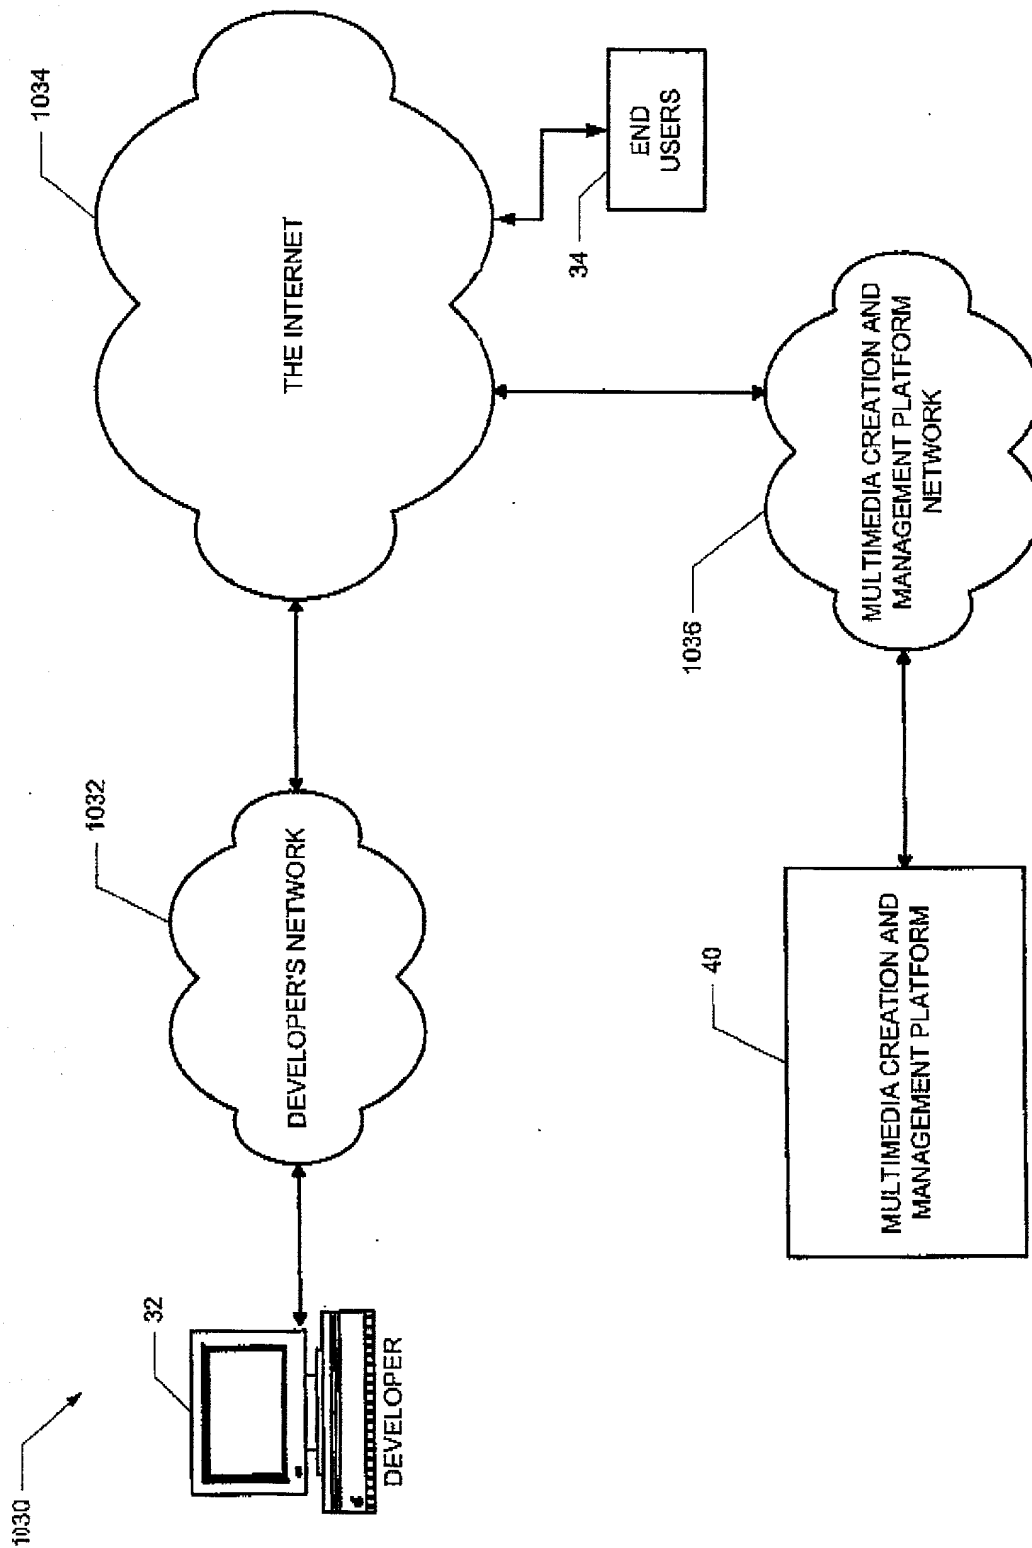 1030
32
DEVELOPER
1032
DEVELOPER'S NETWORK
1034
THE INTERNET
34
END
USERS
40
MULTIMEDIA CREATION AND
MANAGEMENT PLATFORM
1036
MULTIMEDIA CREATION AND
MANAGEMENT PLATFORM
NETWORK